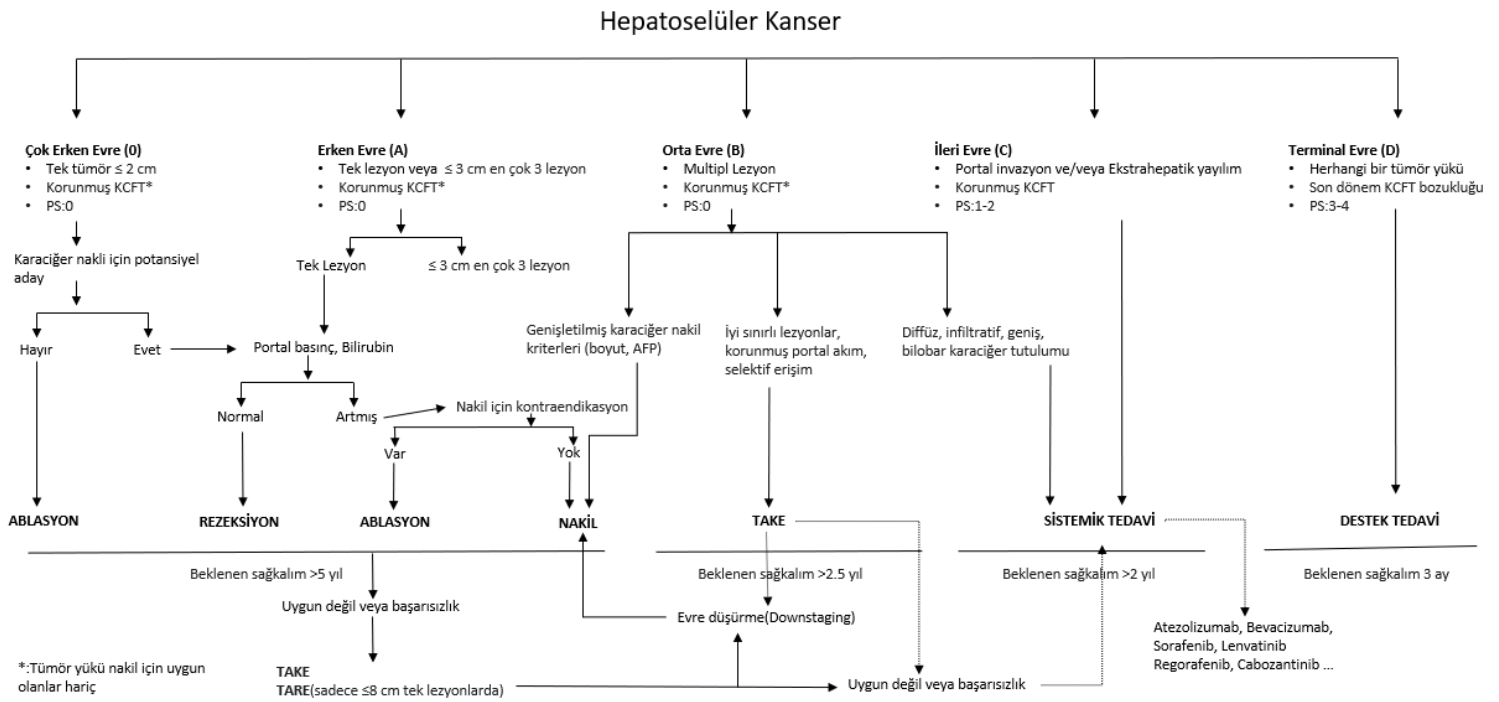 Hepatoselüler Kanser
Çok Erken Evre (0)
• Tek tümör ≤ 2 cm
• Korunmuş KCFT*
• PS:0
Erken Evre (A)
• Tek lezyon veya ≤ 3 cm en çok 3 lezyon
• Korunmuş KCFT*
• PS:0
Orta Evre (B)
• Multipl Lezyon
• Korunmuş KCFT*
• PS:0
İleri Evre (C)
• Portal invazyon ve/veya Ekstrahepatik yayılım
• Korunmuş KCFT
• PS:1-2
Terminal Evre (D)
• Herhangi bir tümör yükü
• Son dönem KCFT bozukluğu
• PS:3-4
Karaciğer nakli için potansiyel
aday
Tek Lezyon
≤ 3 cm en çok 3 lezyon
Hayır
Evet
Portal basınç, Bilirubin
Genişletilmiş karaciğer nakil
kriterleri (boyut, AFP)
İyi sınırlı lezyonlar,
korunmuş portal akım,
selektif erişim
Diffüz, infiltratif, geniş,
bilobar karaciğer tutulumu
Normal
Artmış
Nakil için kontraendikasyon
Var
Yok
ABLASYON
REZEKSİYON
ABLASYON
NAKİL
TAKE
SİSTEMİK TEDAVİ
DESTEK TEDAVİ
Beklenen sağkalım >5 yıl
Beklenen sağkalım >2.5 yıl
Beklenen sağkalım >2 yıl
Beklenen sağkalım 3 ay
Uygun değil veya başarısızlık
Evre düşürme(Downstaging)
Atezolizumab, Bevacizumab,
Sorafenib, Lenvatinib
Regorafenib, Cabozantinib ...
*:Tümör yükü nakil için uygun
olanlar hariç
TAKE
TARE(sadece ≤8 cm tek lezyonlarda)
Uygun değil veya başarısızlık